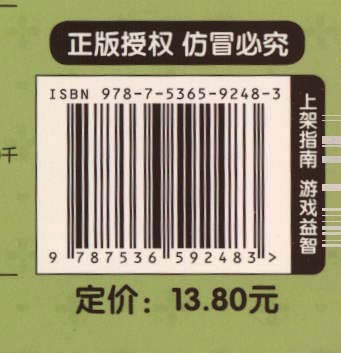 正版授权 仿冒必究
ISBN 978-7-5365-9248-3
上架指南 游戏益智
千
9 787536 592483 >
定价：13.80元